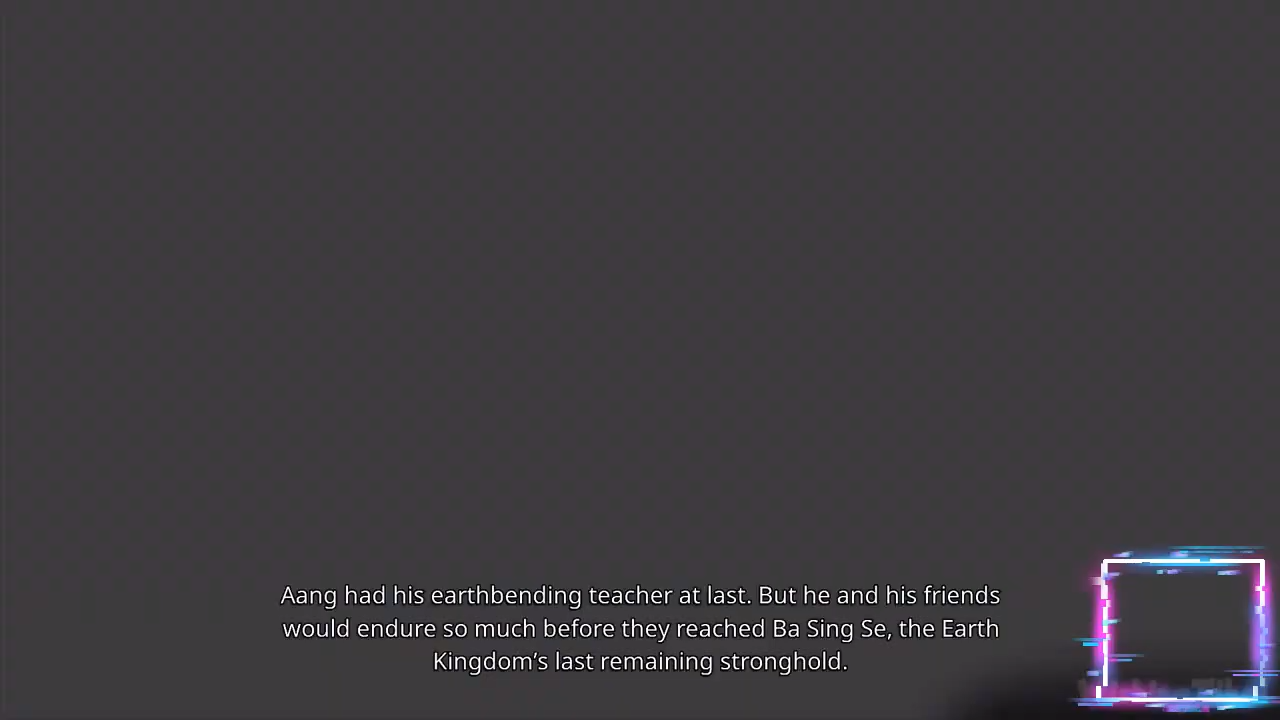 Aang had his earthbending teacher at last. But he and his friends
would endure so much before they reached Ba Sing Se, the Earth
Kingdom’s last remaining stronghold.